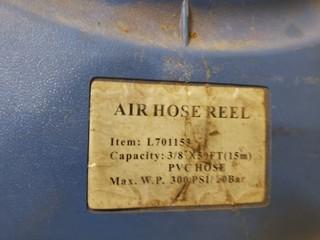 AIR HOSE REEL
Item: L701153
Capacity: 3/8"X50FT(15m)
PVC HOSE
Max. W.P. 300 PSI/20Bar